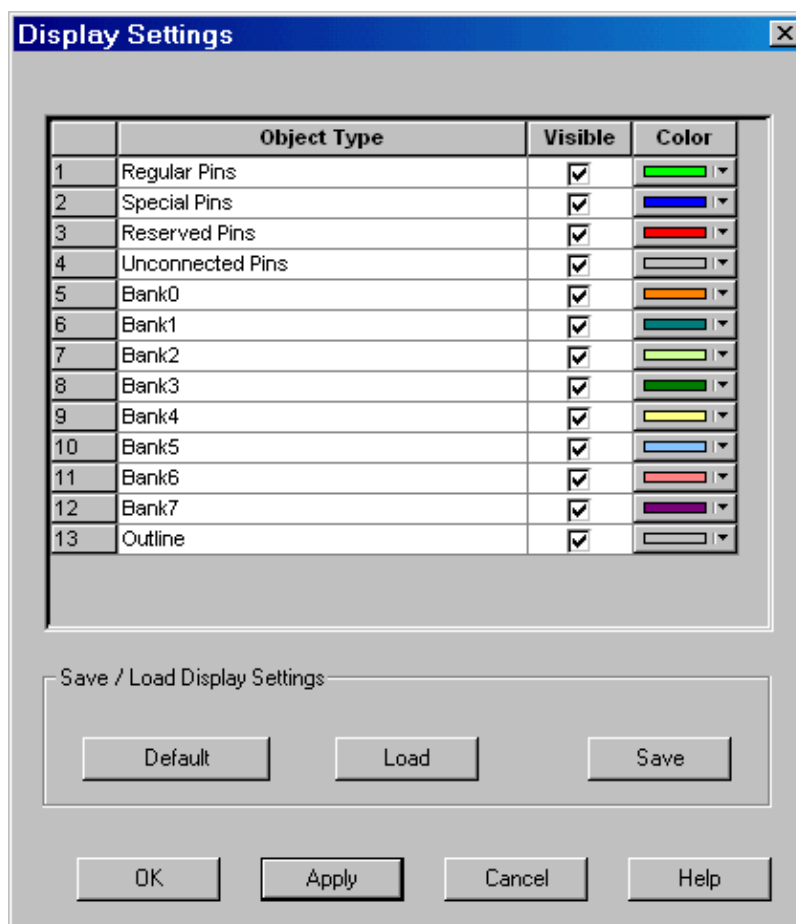 Display Settings
Object Type Visible Color
1 Regular Pins
2 Special Pins
3 Reserved Pins
4 Unconnected Pins
5 Bank0
6 Bank1
7 Bank2
8 Bank3
9 Bank4
10 Bank5
11 Bank6
12 Bank7
13 Outline
Save / Load Display Settings
Default Load Save
OK Apply Cancel Help